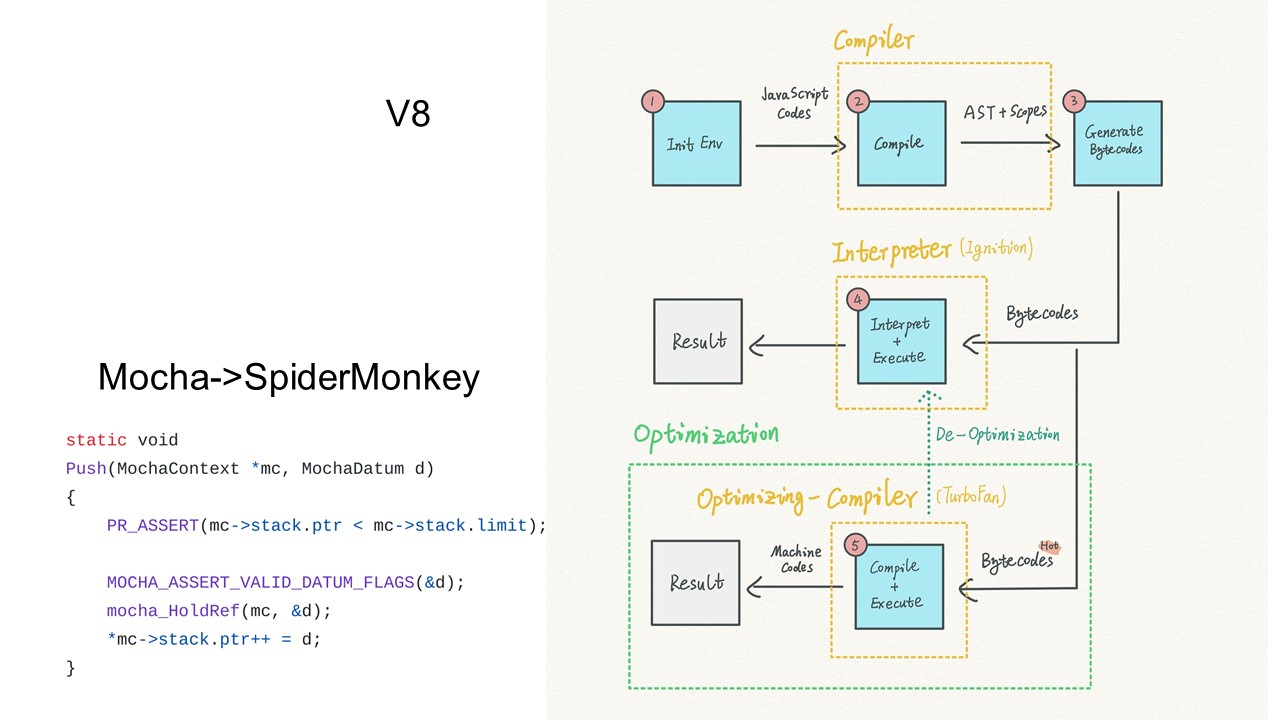 V8
Mocha->SpiderMonkey
static void
Push(MochaContext *mc, MochaDatum d)
{
    PR_ASSERT(mc->stack.ptr < mc->stack.limit);
    MOCHA_ASSERT_VALID_DATUM_FLAGS(&d);
    mocha_HoldRef(mc, &d);
    *mc->stack.ptr++ = d;
}
Compiler
1
Init Env
JavaScript
Codes
2
Compile
AST + Scopes
3
Generate
Bytecodes
Interpreter (Ignition)
Bytecodes
4
Interpret
+
Execute
Result
Optimization
De-Optimization
Optimizing-Compiler (TurboFan)
Hot
Bytecodes
5
Compile
+
Execute
Machine
Codes
Result